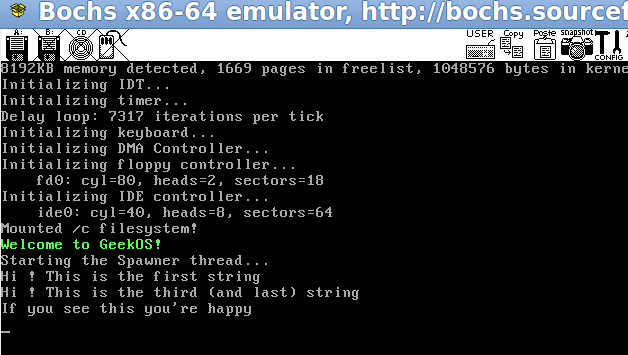 Bochs x86-64 emulator, http://bochs.sourcef
A: B: CD USER Copy Paste snapshot CONFIG
8192KB memory detected, 1669 pages in freelist, 1048576 bytes in kerne
Initializing IDT...
Initializing timer...
Delay loop: 7317 iterations per tick
Initializing keyboard...
Initializing DMA Controller...
Initializing floppy controller...
    fd0: cyl=80, heads=2, sectors=18
Initializing IDE controller...
    ide0: cyl=40, heads=8, sectors=64
Mounted /c filesystem!
Welcome to GeekOS!
Starting the Spawner thread...
Hi ! This is the first string
Hi ! This is the third (and last) string
If you see this you're happy
_